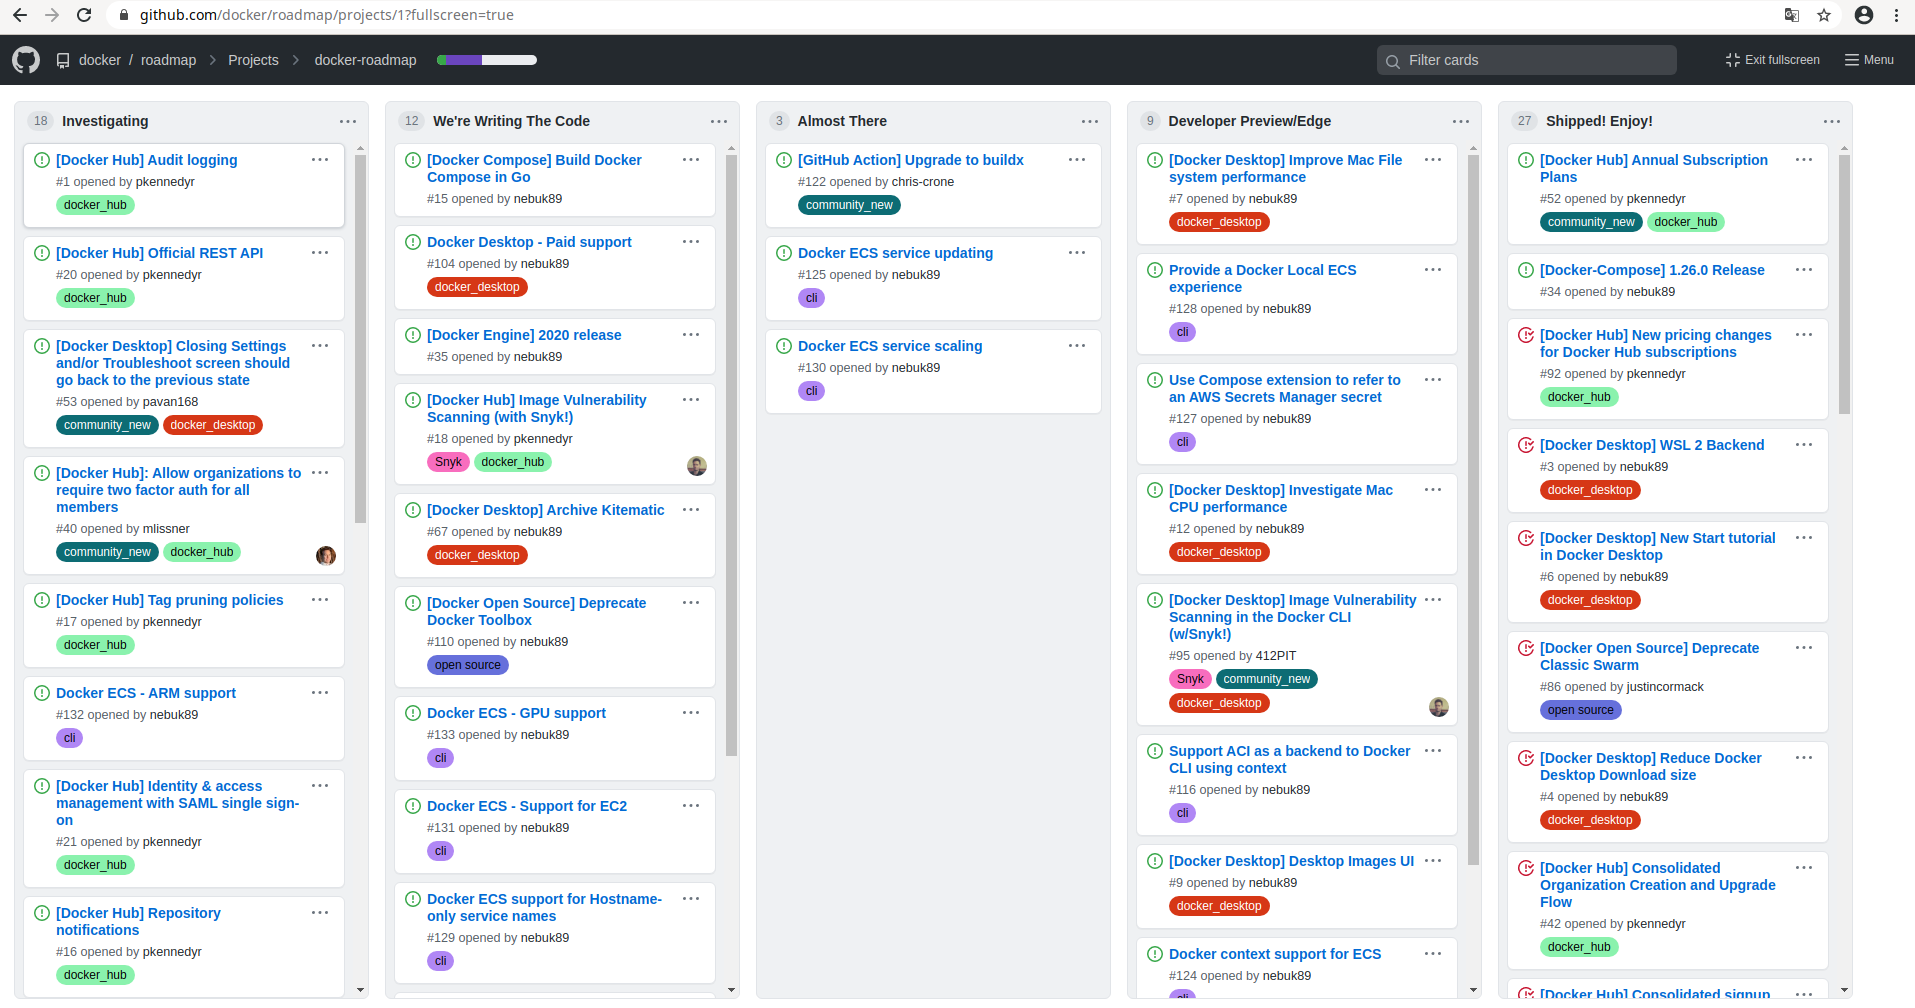 github.com/docker/roadmap/projects/1?fullscreen=true
docker / roadmap
Projects
docker-roadmap
Filter cards
Exit fullscreen
Menu
18 Investigating
[Docker Hub] Audit logging
#1 opened by pkennedyr
docker_hub
[Docker Hub] Official REST API
#20 opened by pkennedyr
docker_hub
[Docker Desktop] Closing Settings
and/or Troubleshoot screen should
go back to the previous state
#53 opened by pavan168
community_new docker_desktop
[Docker Hub]: Allow organizations to
require two factor auth for all
members
#40 opened by mlissner
community_new docker_hub
[Docker Hub] Tag pruning policies
#17 opened by pkennedyr
docker_hub
Docker ECS - ARM support
#132 opened by nebuk89
cli
[Docker Hub] Identity & access
management with SAML single sign-
on
#21 opened by pkennedyr
docker_hub
[Docker Hub] Repository
notifications
#16 opened by pkennedyr
docker_hub
12 We're Writing The Code
[Docker Compose] Build Docker
Compose in Go
#15 opened by nebuk89
Docker Desktop - Paid support
#104 opened by nebuk89
docker_desktop
[Docker Engine] 2020 release
#35 opened by nebuk89
[Docker Hub] Image Vulnerability
Scanning (with Snyk!)
#18 opened by pkennedyr
Snyk docker_hub
[Docker Desktop] Archive Kitematic
#67 opened by nebuk89
docker_desktop
[Docker Open Source] Deprecate
Docker Toolbox
#110 opened by nebuk89
open source
Docker ECS - GPU support
#133 opened by nebuk89
cli
Docker ECS - Support for EC2
#131 opened by nebuk89
cli
Docker ECS support for Hostname-
only service names
#129 opened by nebuk89
cli
3 Almost There
[GitHub Action] Upgrade to buildx
#122 opened by chris-crone
community_new
Docker ECS service updating
#125 opened by nebuk89
cli
Docker ECS service scaling
#130 opened by nebuk89
cli
9 Developer Preview/Edge
[Docker Desktop] Improve Mac File
system performance
#7 opened by nebuk89
docker_desktop
Provide a Docker Local ECS
experience
#128 opened by nebuk89
cli
Use Compose extension to refer to
an AWS Secrets Manager secret
#127 opened by nebuk89
cli
[Docker Desktop] Investigate Mac
CPU performance
#12 opened by nebuk89
docker_desktop
[Docker Desktop] Image Vulnerability
Scanning in the Docker CLI
(w/Snyk!)
#95 opened by 412PIT
Snyk community_new
docker_desktop
Support ACI as a backend to Docker
CLI using context
#116 opened by nebuk89
cli
[Docker Desktop] Desktop Images UI
#9 opened by nebuk89
docker_desktop
Docker context support for ECS
#124 opened by nebuk89
cli
27 Shipped! Enjoy!
[Docker Hub] Annual Subscription
Plans
#52 opened by pkennedyr
community_new docker_hub
[Docker-Compose] 1.26.0 Release
#34 opened by nebuk89
[Docker Hub] New pricing changes
for Docker Hub subscriptions
#92 opened by pkennedyr
docker_hub
[Docker Desktop] WSL 2 Backend
#3 opened by nebuk89
docker_desktop
[Docker Desktop] New Start tutorial
in Docker Desktop
#6 opened by nebuk89
docker_desktop
[Docker Open Source] Deprecate
Classic Swarm
#86 opened by justincormack
open source
[Docker Desktop] Reduce Docker
Desktop Download size
#4 opened by nebuk89
docker_desktop
[Docker Hub] Consolidated
Organization Creation and Upgrade
Flow
#42 opened by pkennedyr
docker_hub
[Docker Hub] Consolidated signup